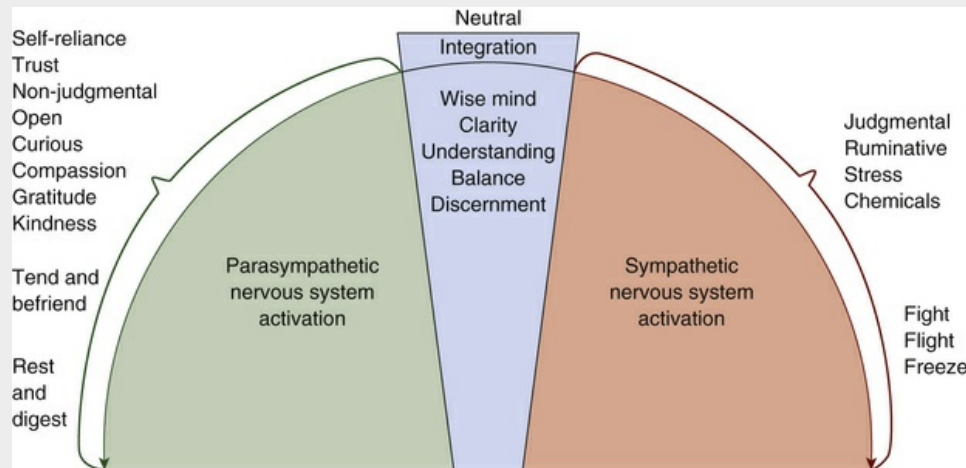 Neutral
Integration
Wise mind
Clarity
Understanding
Balance
Discernment
Self-reliance
Trust
Non-judgmental
Open
Curious
Compassion
Gratitude
Kindness
Tend and
befriend
Rest
and
digest
Parasympathetic
nervous system
activation
Sympathetic
nervous system
activation
Judgmental
Ruminative
Stress
Chemicals
Fight
Flight
Freeze